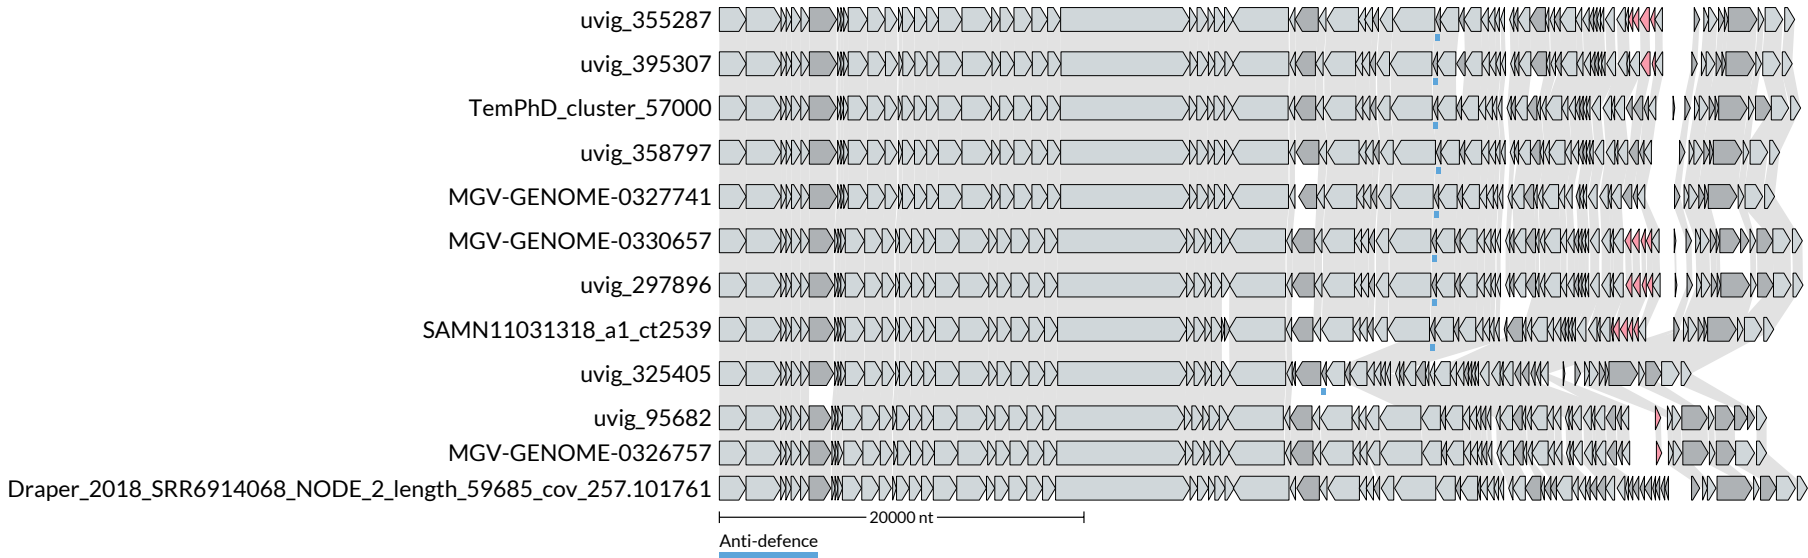 uvig_355287
uvig_395307
TemPhD_cluster_57000
uvig_358797
MGV-GENOME-0327741
MGV-GENOME-0330657
uvig_297896
SAMN11031318_a1_ct2539
uvig_325405
uvig_95682
MGV-GENOME-0326757
Draper_2018_SRR6914068_NODE_2_length_59685_cov_257.101761
20000 nt
Anti-defence